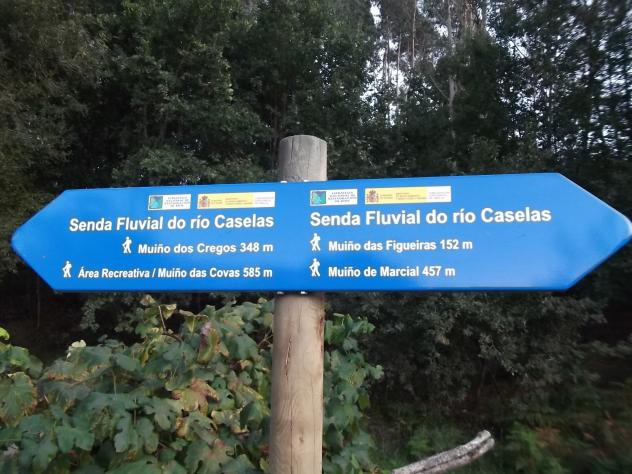 Senda Fluvial do río Caselas
Muiño dos Cregos 348 m
Área Recreativa / Muiño das Covas 585 m
Senda Fluvial do río Caselas
Muiño das Figueiras 152 m
Muiño de Marcial 457 m